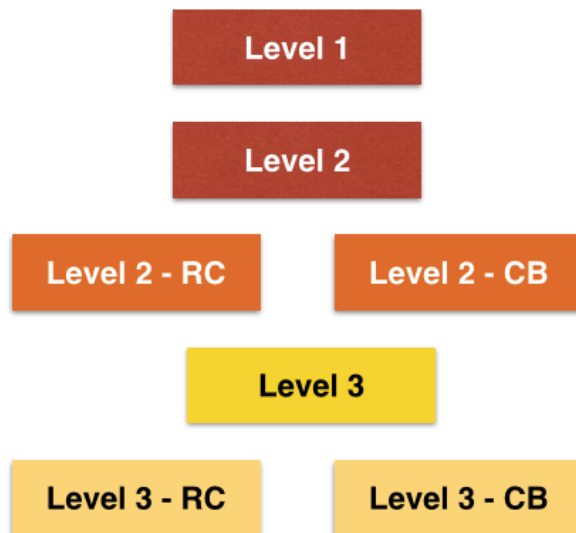 Level 1
Level 2
Level 2 - RC
Level 2 - CB
Level 3
Level 3 - RC
Level 3 - CB